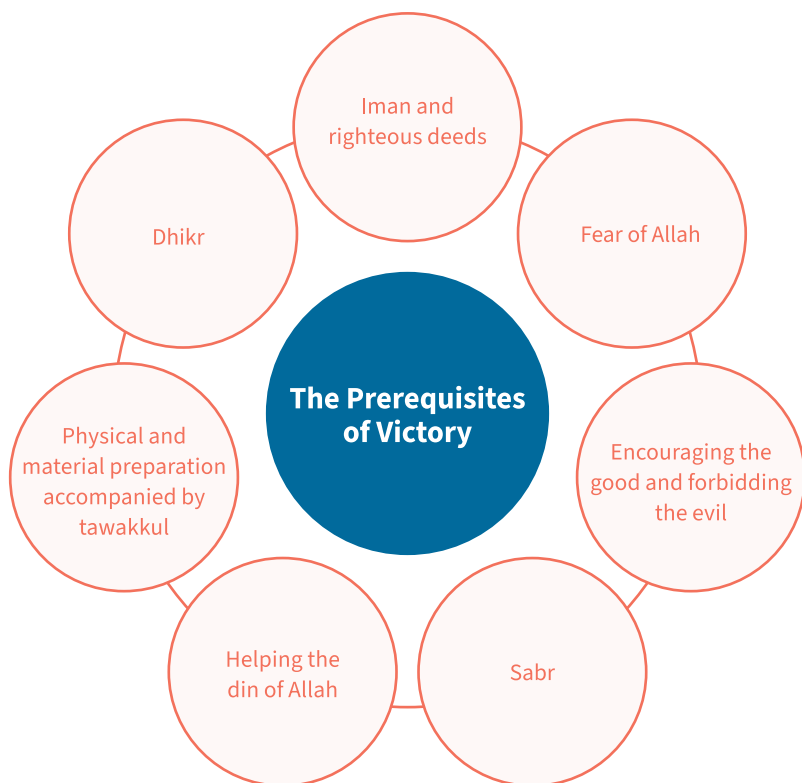 The Prerequisites
of Victory
Iman and
righteous deeds
Fear of Allah
Encouraging the
good and forbidding
the evil
Sabr
Helping the
din of Allah
Physical and
material preparation
accompanied by
tawakkul
Dhikr